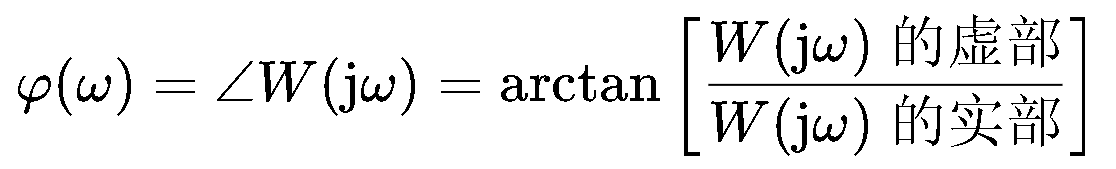 φ(ω) = ∠W(jω) = arctan [W(jω) 的虚部 / W(jω) 的实部]